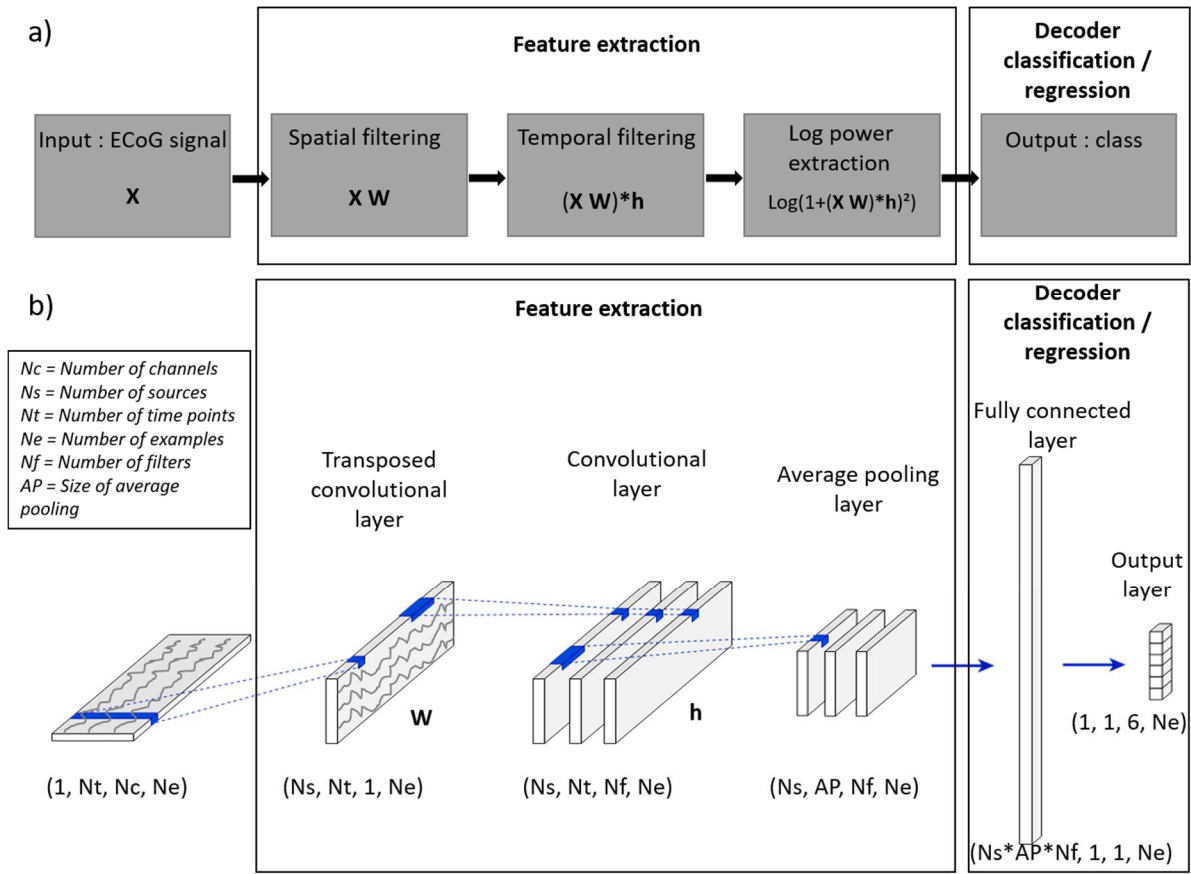 a)
Feature extraction
Decoder
classification /
regression
Input : ECoG signal
X
Spatial filtering
X W
Temporal filtering
(X W)*h
Log power
extraction
Log(1+(X W)*h)²)
Output : class
b)
Feature extraction
Decoder
classification /
regression
Nc = Number of channels
Ns = Number of sources
Nt = Number of time points
Ne = Number of examples
Nf = Number of filters
AP = Size of average
pooling
Transposed
convolutional
layer
Convolutional
layer
Average pooling
layer
Fully connected
layer
Output
layer
W
h
(1, Nt, Nc, Ne)
(Ns, Nt, 1, Ne)
(Ns, Nt, Nf, Ne)
(Ns, AP, Nf, Ne)
(Ns*AP*Nf, 1, 1, Ne)
(1, 1, 6, Ne)